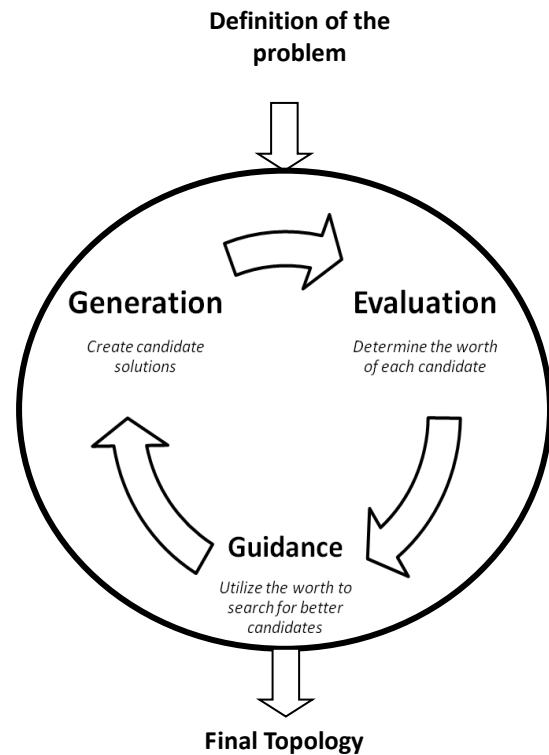 Definition of the
problem
Generation
Create candidate
solutions
Evaluation
Determine the worth
of each candidate
Guidance
Utilize the worth to
search for better
candidates
Final Topology